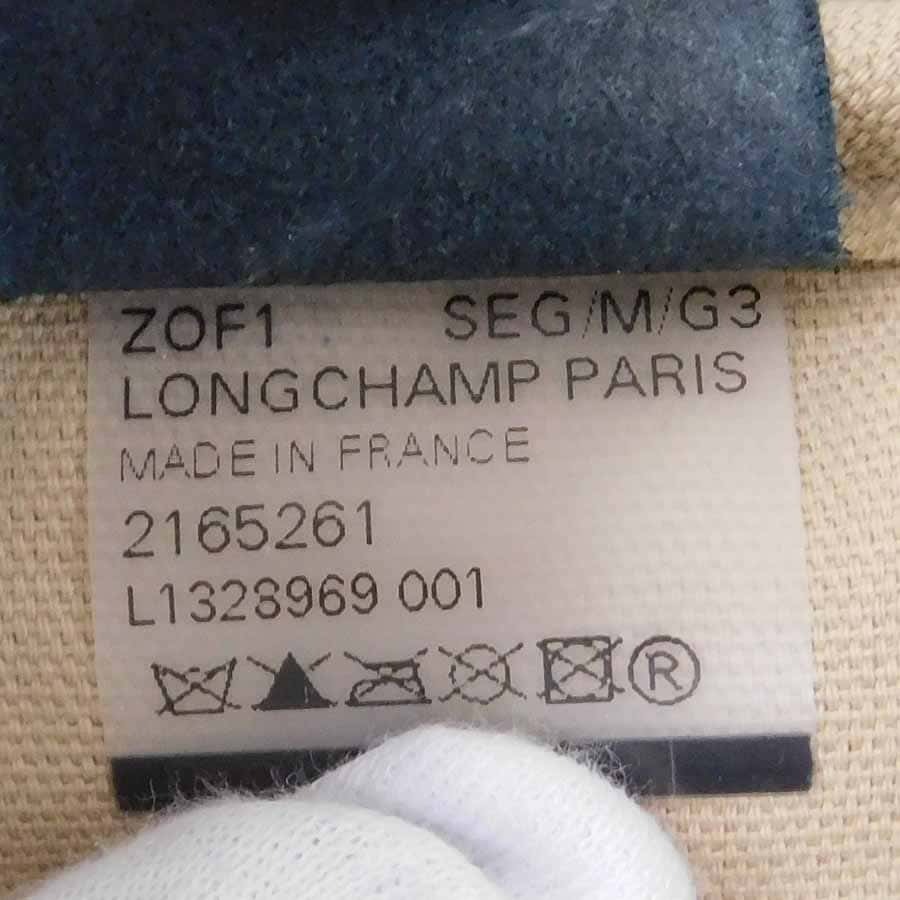 ZOF1 SEG/M/G3
LONGCHAMP PARIS
MADE IN FRANCE
2165261
L1328969 001
®